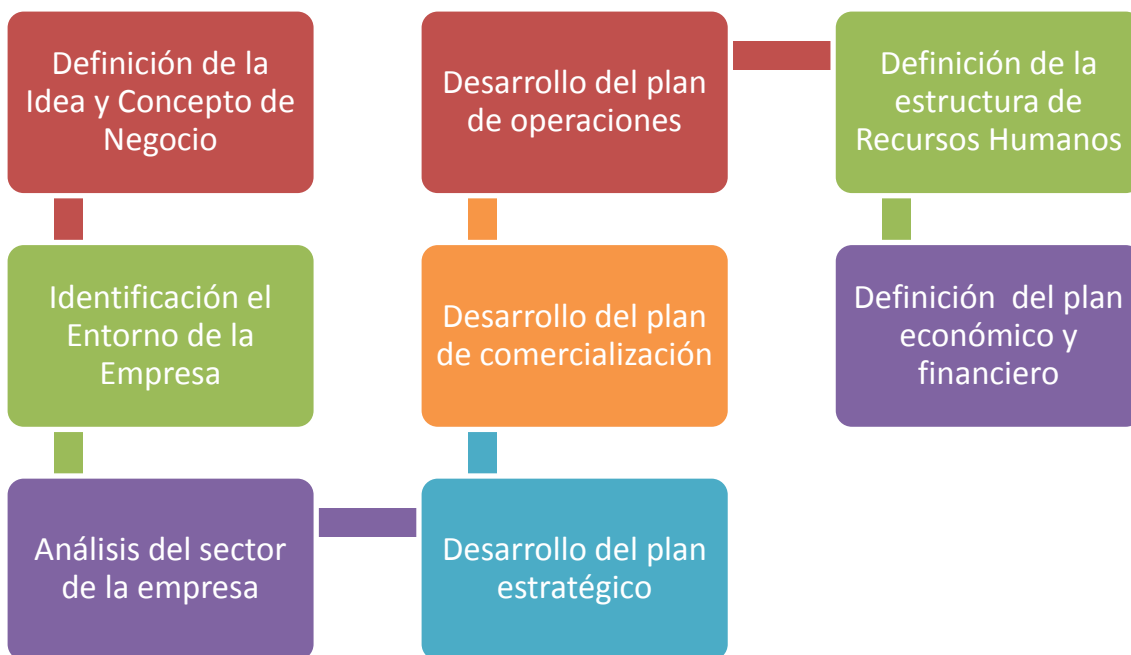 Definición de la
Idea y Concepto de
Negocio
Identificación el
Entorno de la
Empresa
Análisis del sector
de la empresa
Desarrollo del plan
estratégico
Desarrollo del plan
de comercialización
Desarrollo del plan
de operaciones
Definición de la
estructura de
Recursos Humanos
Definición  del plan
económico y
financiero